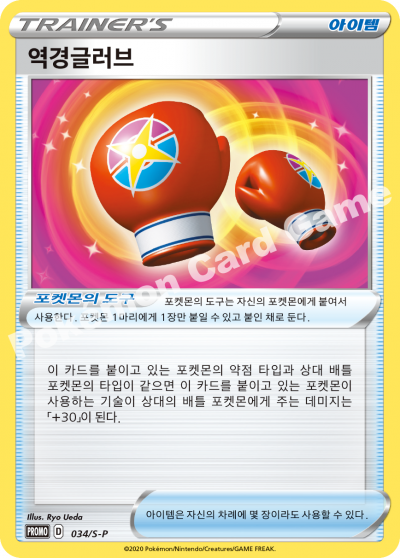 TRAINER'S 아이템
역경글러브
포켓몬의 도구 포켓몬의 도구는 자신의 포켓몬에게 붙여서
사용한다. 포켓몬 1마리에게 1장만 붙일 수 있고 붙인 채로 둔다.
이 카드를 붙이고 있는 포켓몬의 약점 타입과 상대 배틀
포켓몬의 타입이 같으면 이 카드를 붙이고 있는 포켓몬이
사용하는 기술이 상대의 배틀 포켓몬에게 주는 데미지는
「+30」이 된다.
Illus. Ryo Ueda
PROMO D 034/S-P
아이템은 자신의 차례에 몇 장이라도 사용할 수 있다.
©2020 Pokémon/Nintendo/Creatures/GAME FREAK.
Pokémon Card Game